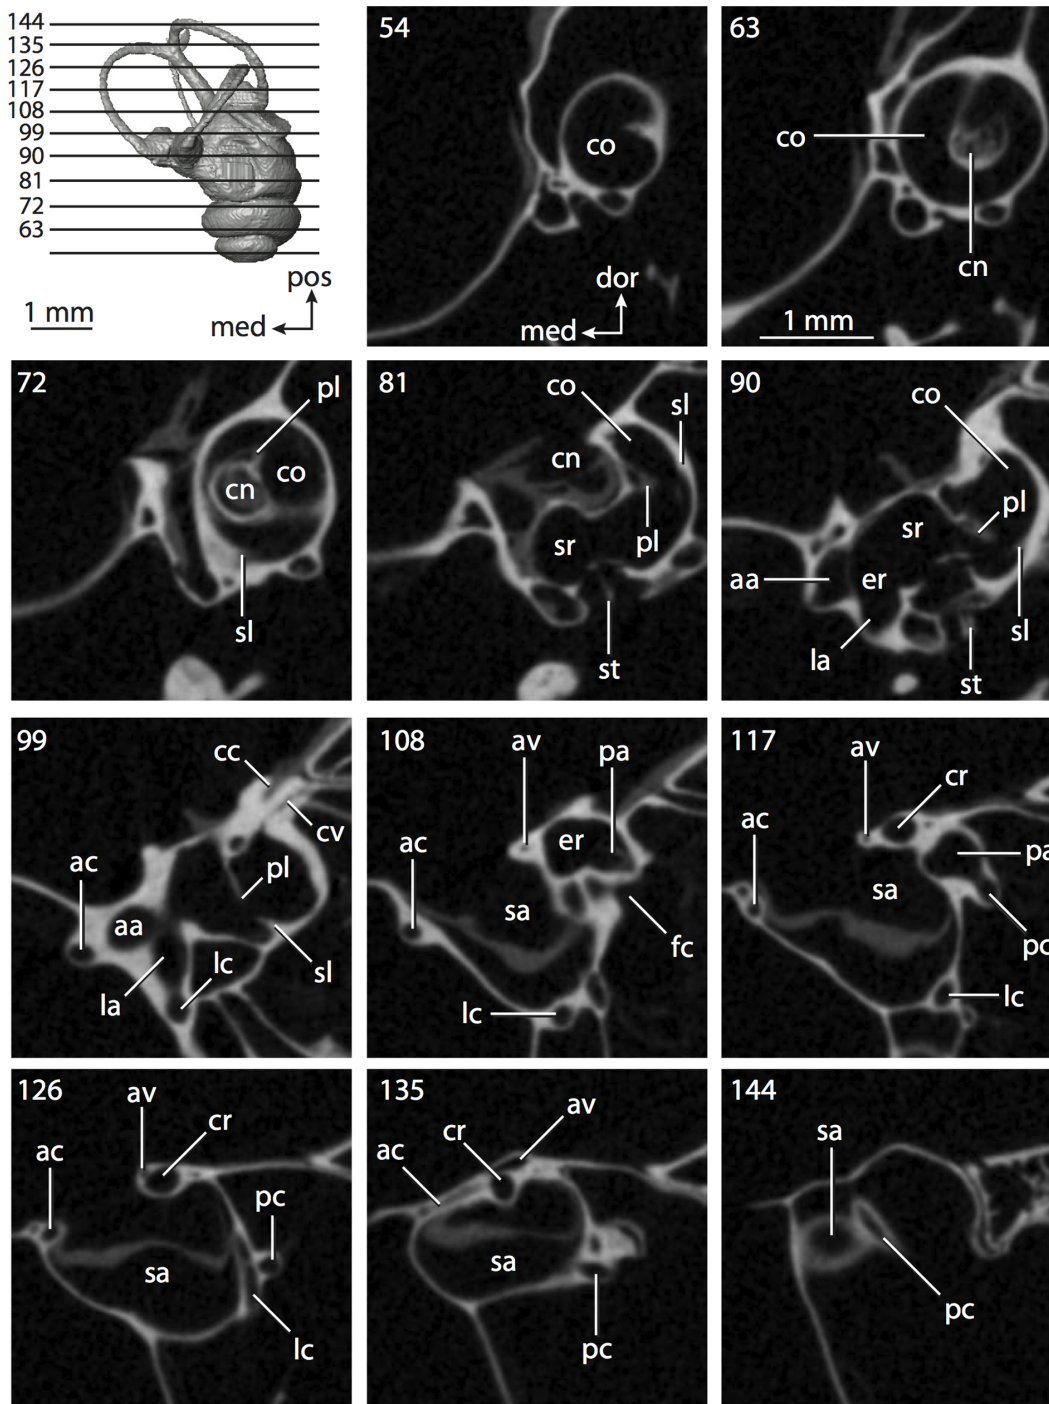 144
135
126
117
108
99
90
81
72
63
pos
med
1 mm
54
co
dor
med
63
co
cn
1 mm
72
pl
co
cn
sl
81
co
sl
cn
pl
sr
st
90
co
pl
sr
aa
er
sl
la
st
99
cc
cv
pl
ac
aa
lc
sl
la
108
av
pa
er
ac
sa
fc
lc
117
av
cr
ac
pa
sa
pc
lc
126
av
cr
ac
pc
sa
lc
135
av
cr
ac
sa
pc
144
sa
pc